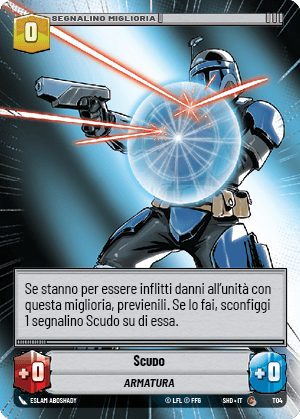 SEGNALINO MIGLIORIA
0
Se stanno per essere inflitti danni all'unità con
questa miglioria, previenili. Se lo fai, sconfiggi
1 segnalino Scudo su di essa.
SCUDO
+0
ARMATURA
+0
ESLAM ABOSHADY
© LFL © FFG
SHD • IT
T04